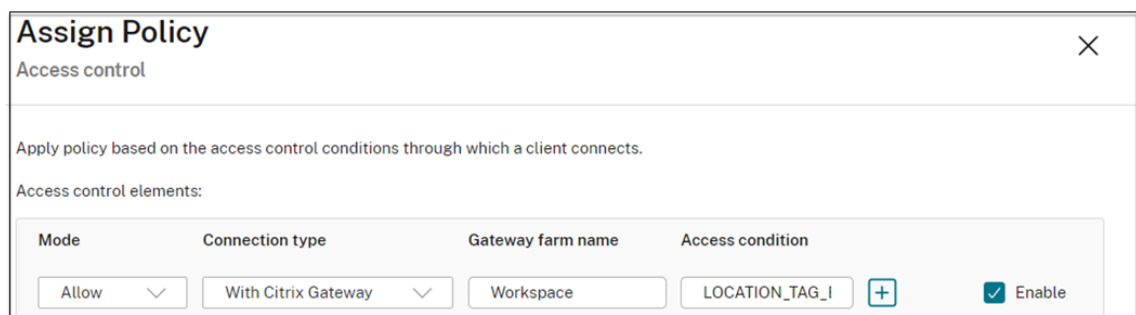 Assign Policy
Access control
Apply policy based on the access control conditions through which a client connects.
Access control elements:
Mode Connection type Gateway farm name Access condition
Allow With Citrix Gateway Workspace LOCATION_TAG_ Enable